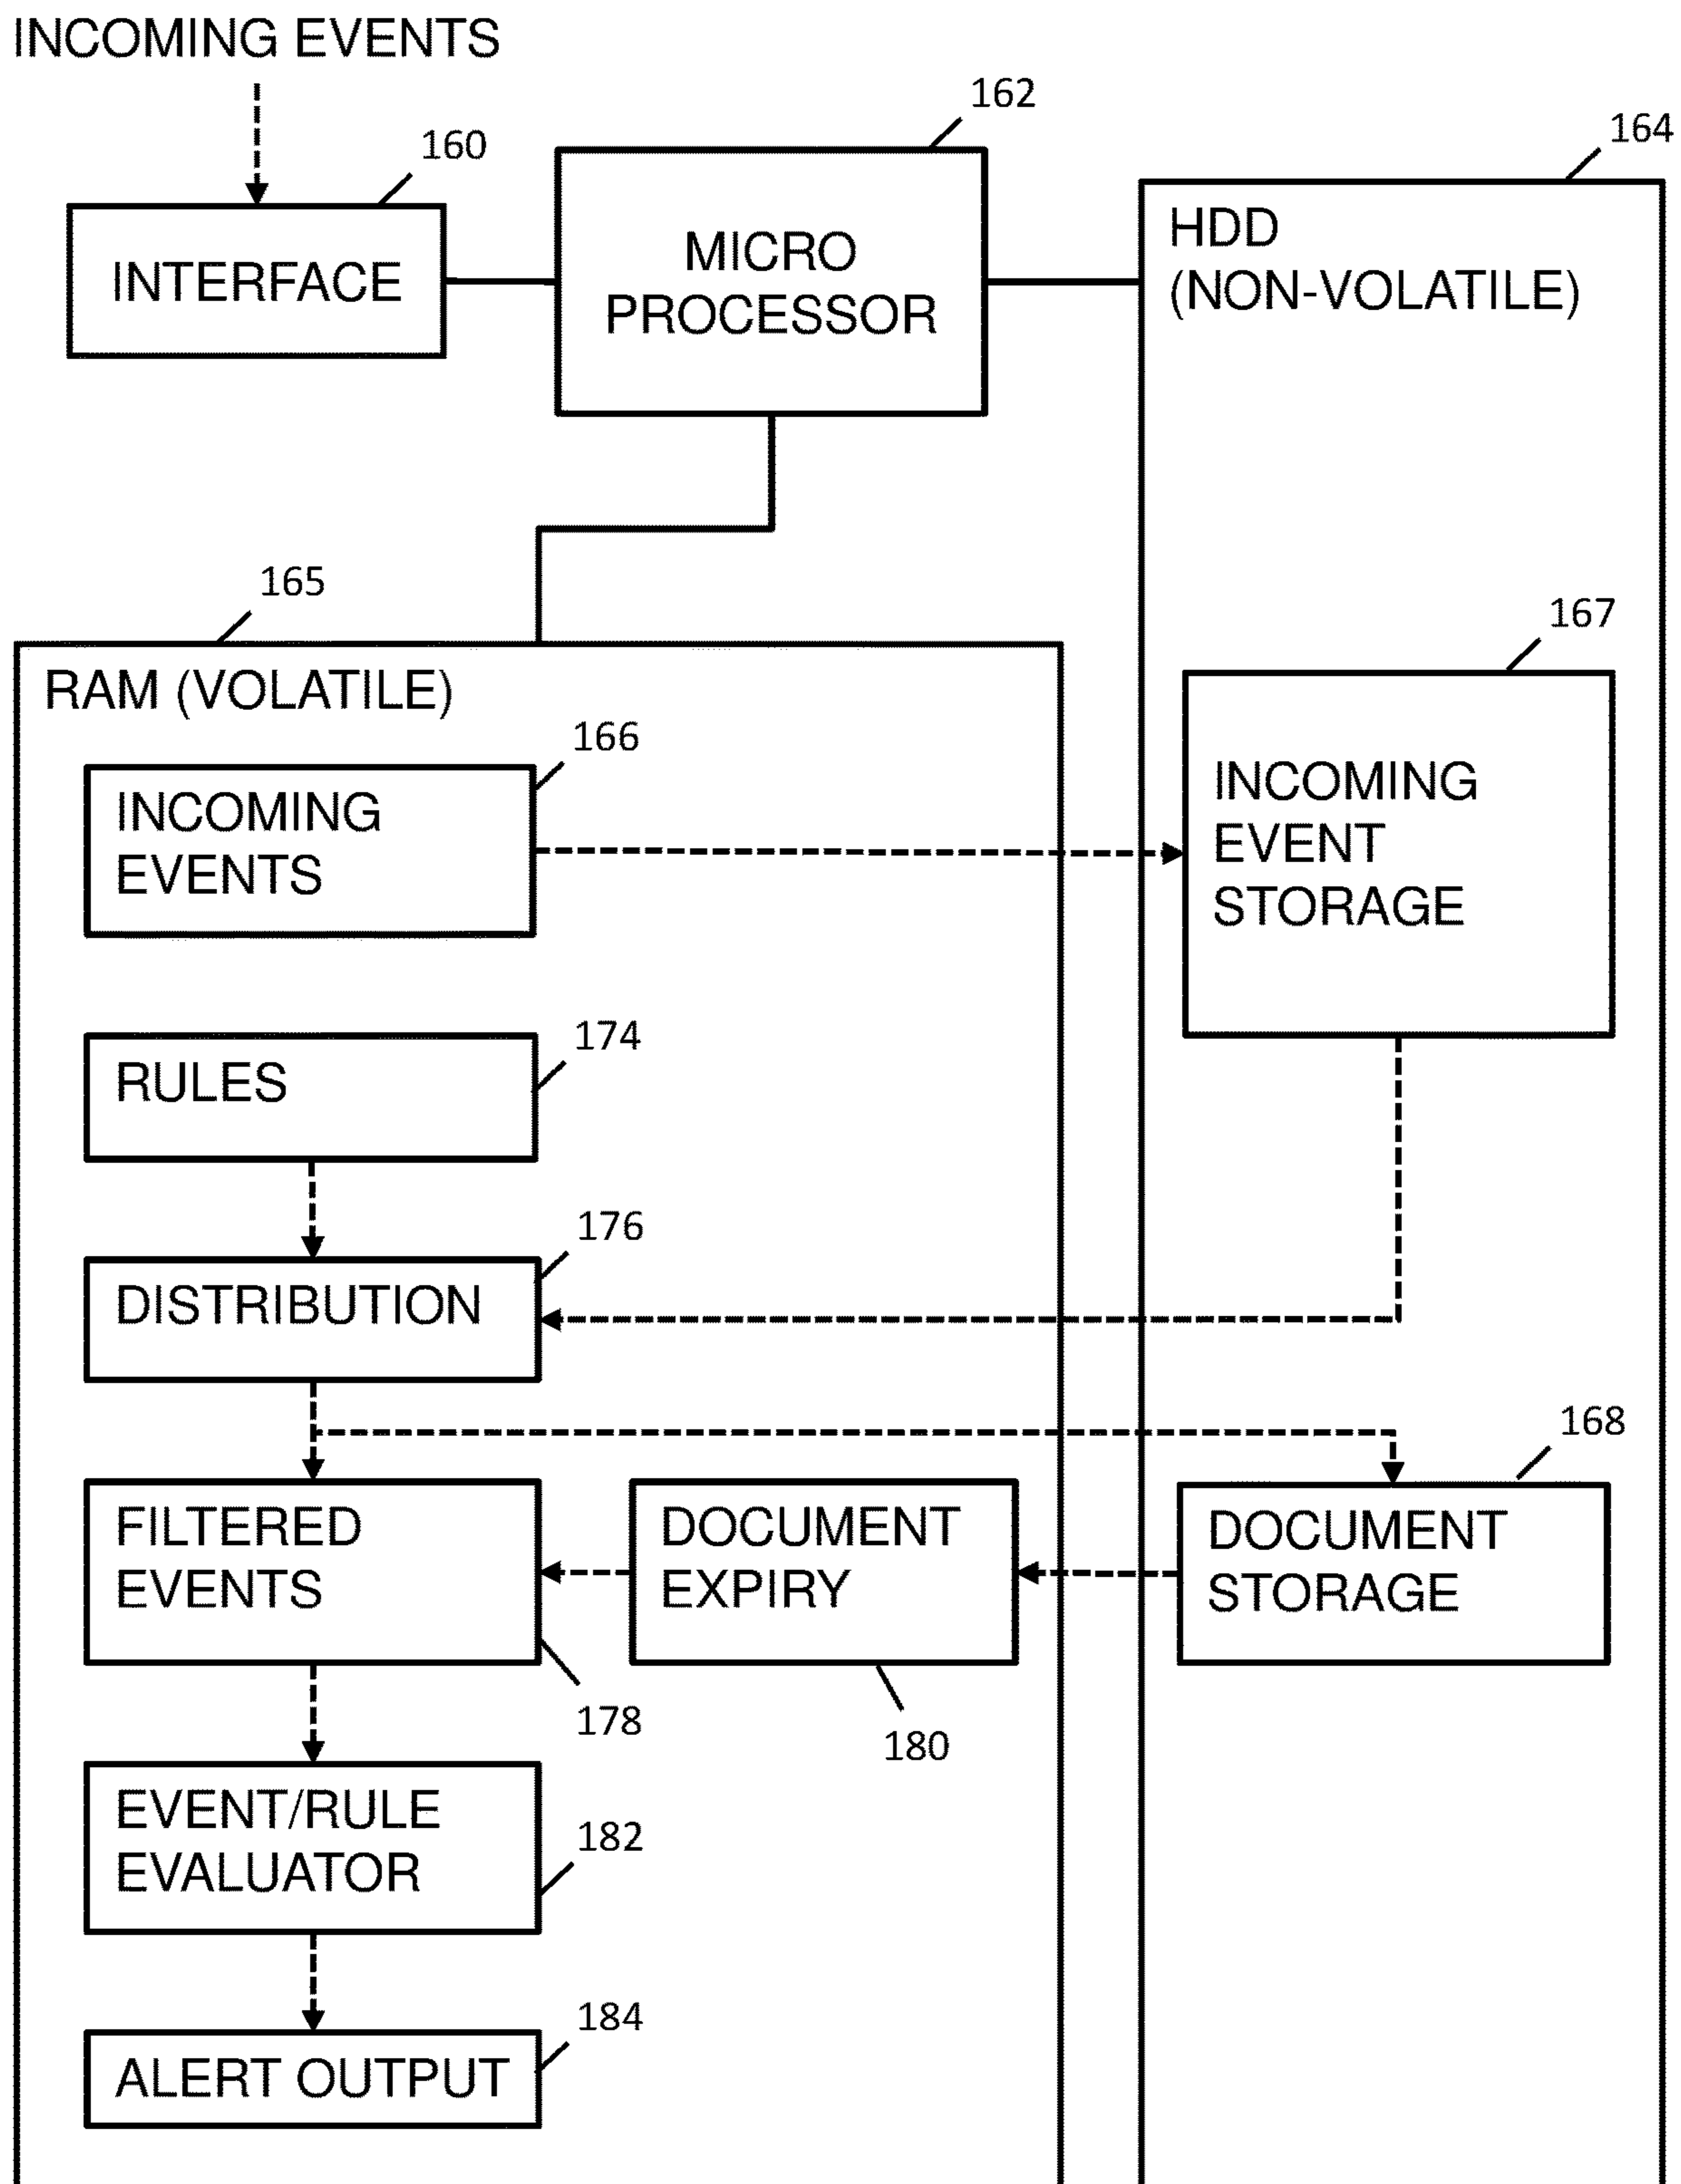 INCOMING EVENTS
162
164
160
HDD
(NON-VOLATILE)
MICRO
PROCESSOR
INTERFACE
165
167
RAM (VOLATILE)
166
INCOMING
EVENTS
INCOMING
EVENT
STORAGE
174
RULES
176
DISTRIBUTION
168
FILTERED
EVENTS
DOCUMENT
EXPIRY
DOCUMENT
STORAGE
178
180
EVENT/RULE
EVALUATOR
182
184
ALERT OUTPUT